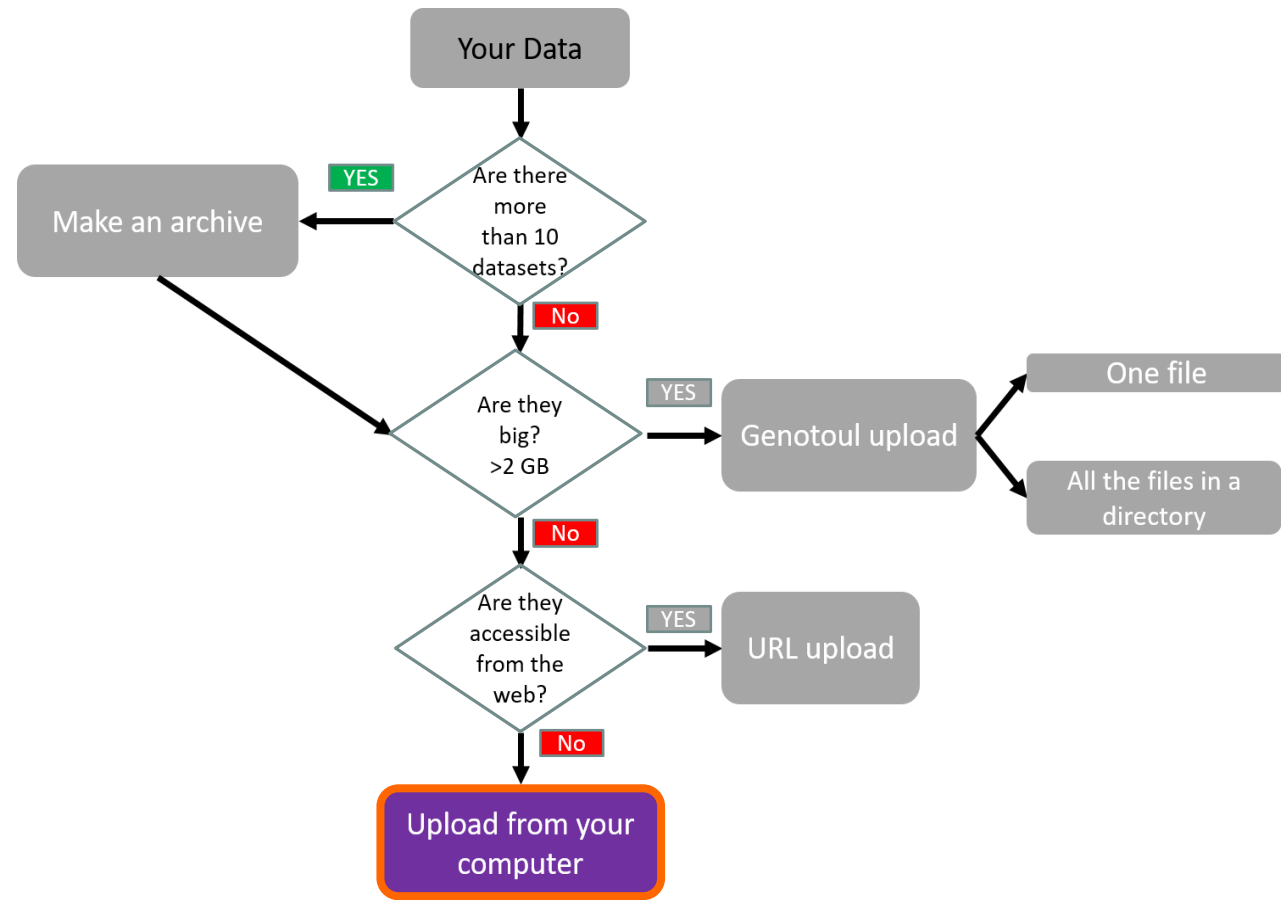 Your Data
YES
Are there
more
than 10
datasets?
Make an archive
No
Are they
big?
>2 GB
YES
Genotoul upload
One file
All the files in a
directory
No
Are they
accessible
from the
web?
YES
URL upload
No
Upload from your
computer